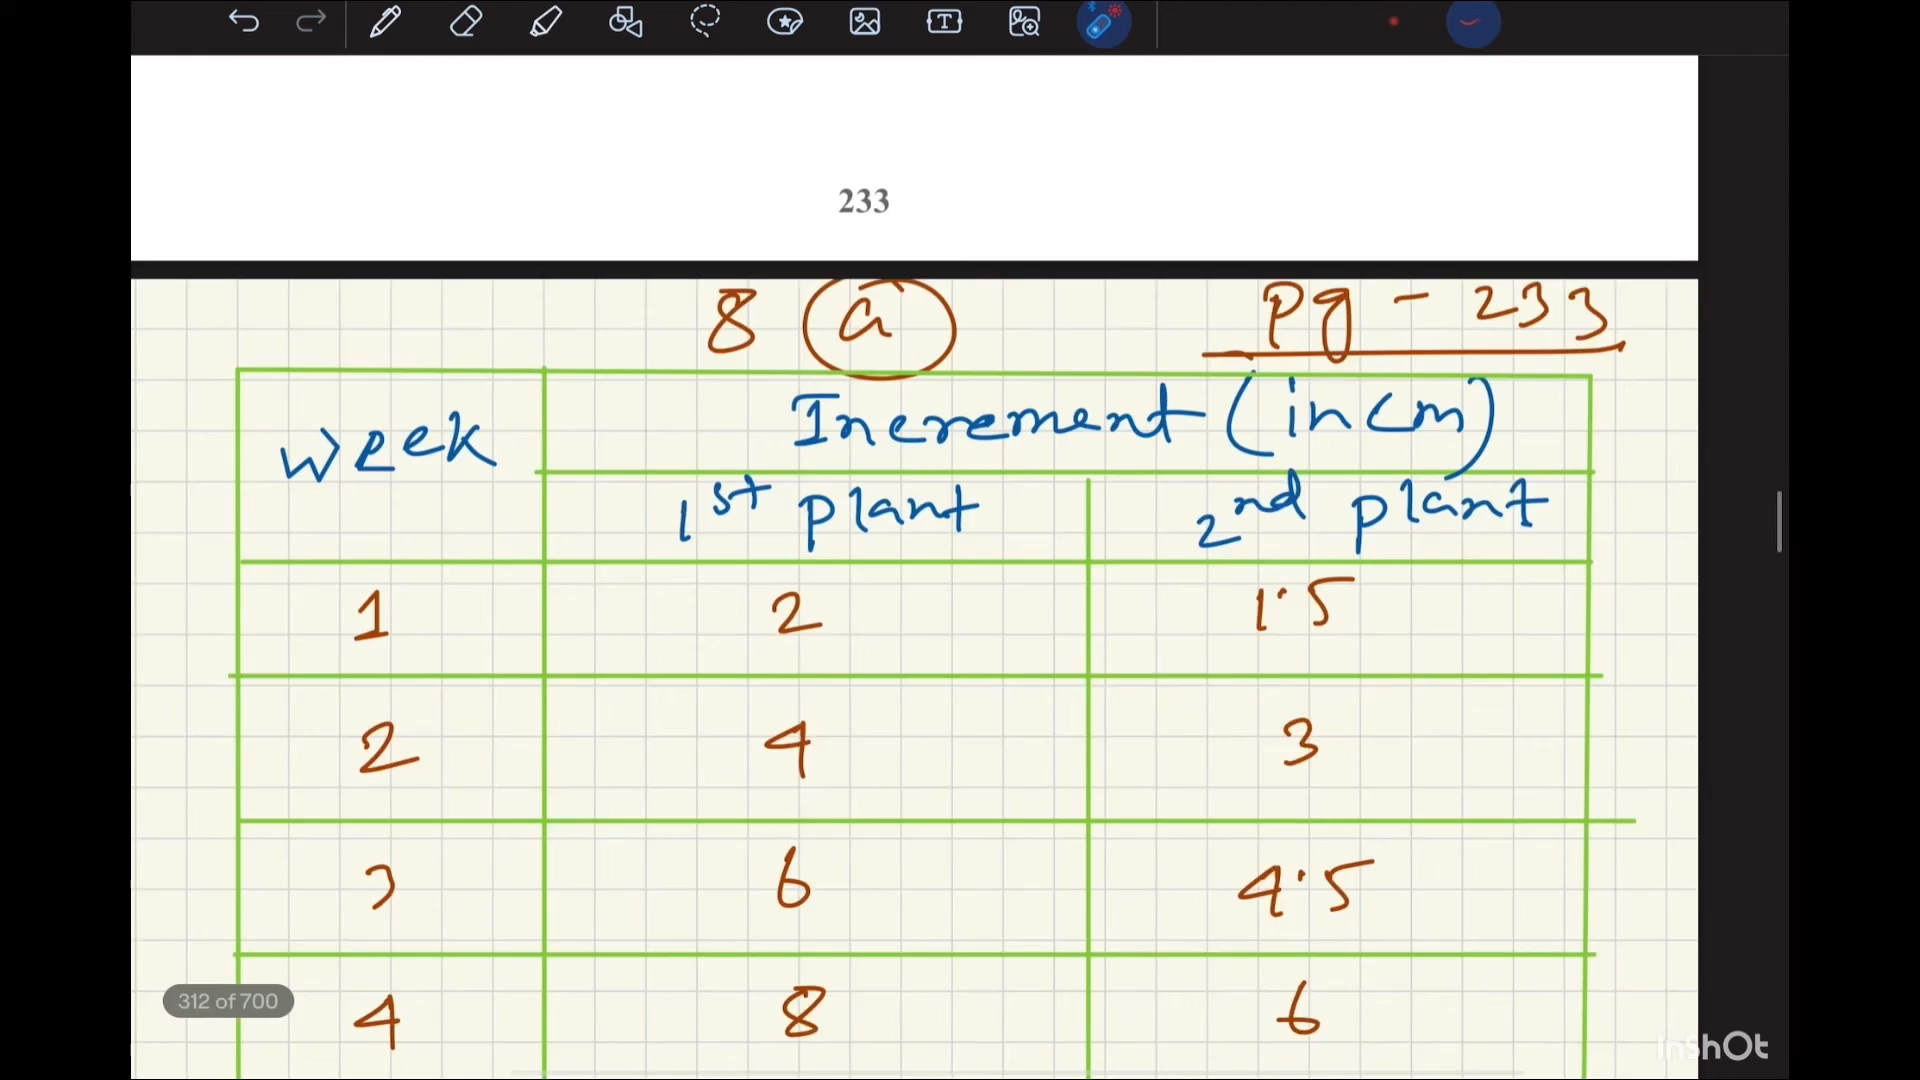 233
8 a pg - 233
week Increment (in cm)
1st plant 2nd plant
1 2 1.5
2 4 3
3 6 4.5
4 8 6
312 of 700
InShOt